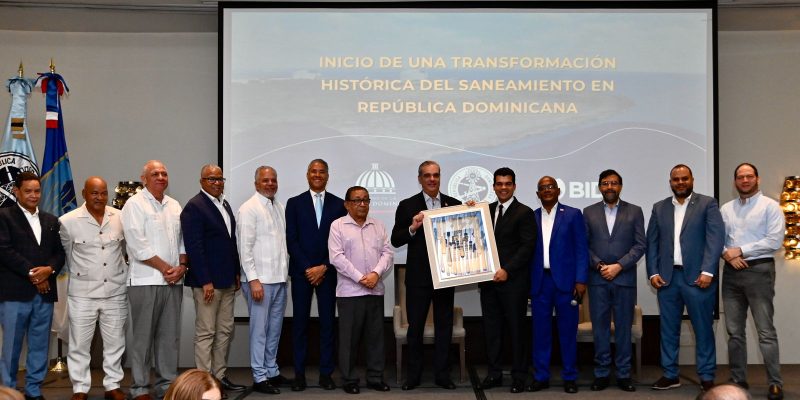 INICIO DE UNA TRANSFORMACIÓN
HISTÓRICA DEL SANEAMIENTO EN
REPÚBLICA DOMINICANA
BID